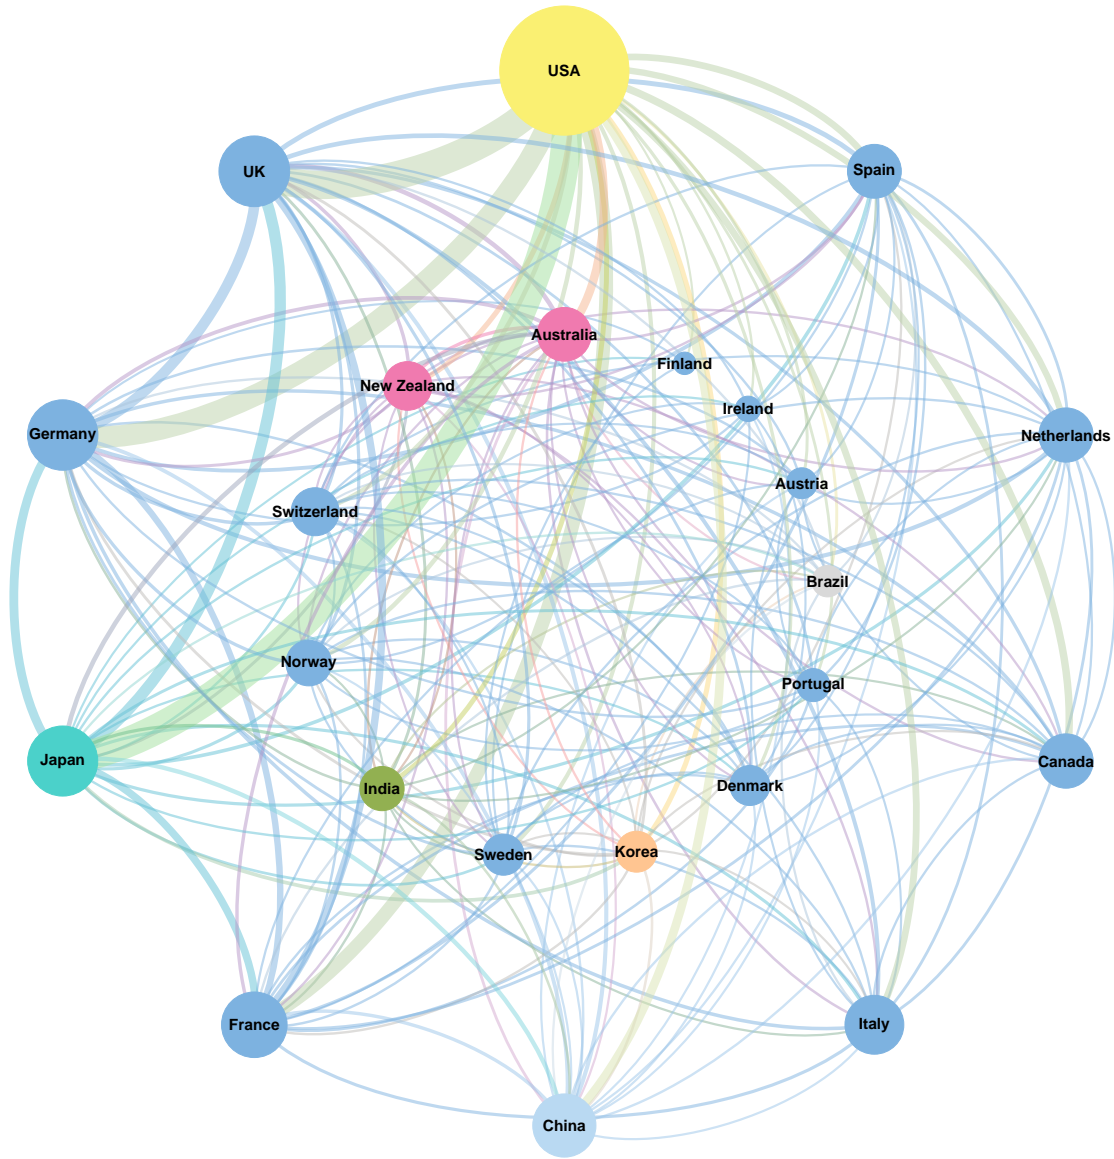 USA
UK
Spain
Australia
Finland
New Zealand
Ireland
Germany
Netherlands
Austria
Switzerland
Brazil
Norway
Portugal
Japan
Canada
India
Denmark
Sweden
Korea
France
Italy
China